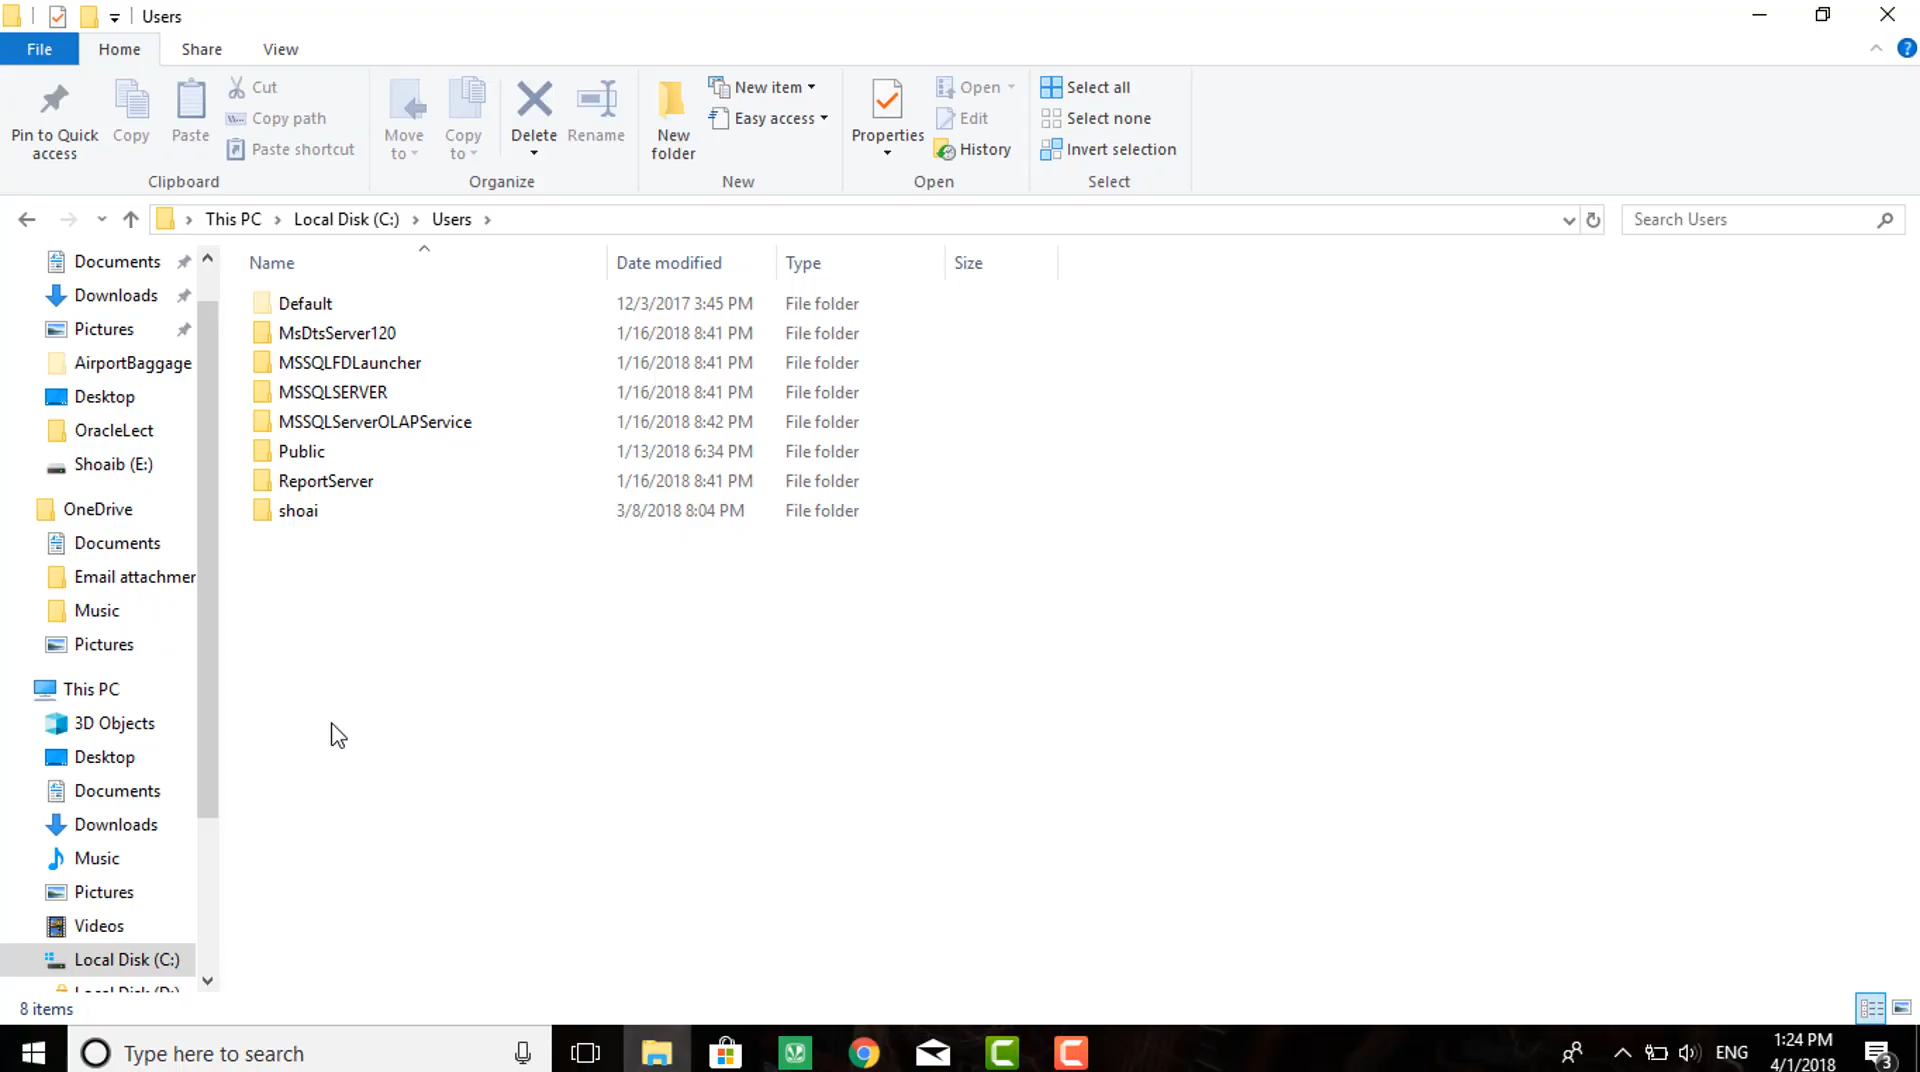 Users
File Home Share View
Pin to Quick access
Copy
Paste
Cut
Copy path
Paste shortcut
Clipboard
Move to
Copy to
Delete
Rename
Organize
New folder
New item
Easy access
New
Properties
Open
Edit
History
Open
Select all
Select none
Invert selection
Select
This PC Local Disk (C:) Users
Search Users
Documents
Downloads
Pictures
AirportBaggage
Desktop
OracleLect
Shoaib (E:)
OneDrive
Documents
Email attachmer
Music
Pictures
This PC
3D Objects
Desktop
Documents
Downloads
Music
Pictures
Videos
Local Disk (C:)
Name Date modified Type Size
Default 12/3/2017 3:45 PM File folder
MsDtsServer120 1/16/2018 8:41 PM File folder
MSSQLFDLauncher 1/16/2018 8:41 PM File folder
MSSQLSERVER 1/16/2018 8:41 PM File folder
MSSQLServerOLAPService 1/16/2018 8:42 PM File folder
Public 1/13/2018 6:34 PM File folder
ReportServer 1/16/2018 8:41 PM File folder
shoai 3/8/2018 8:04 PM File folder
8 items
Type here to search
ENG
1:24 PM
4/1/2018
3